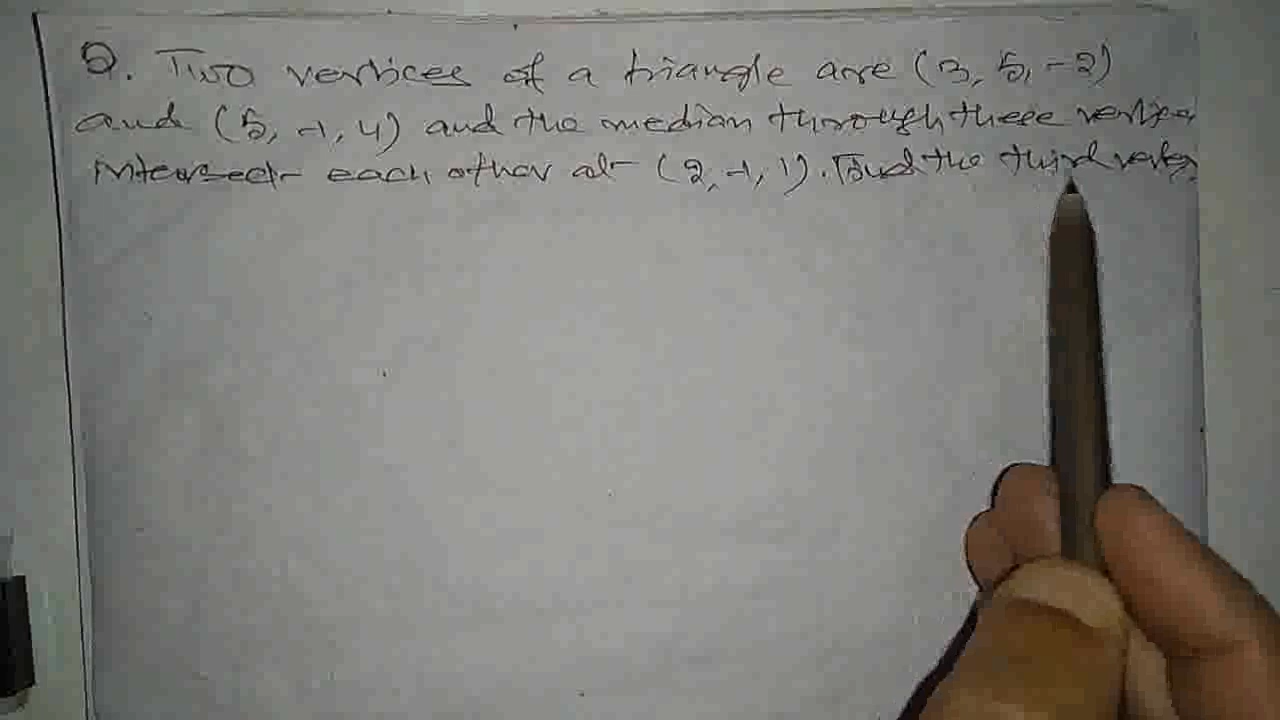 Q. Two vertices of a triangle are (3, 5, -2)
and (5, -1, 4) and the median through these vertices
intersect each other at (2, -1, 1). Find the third vertex.